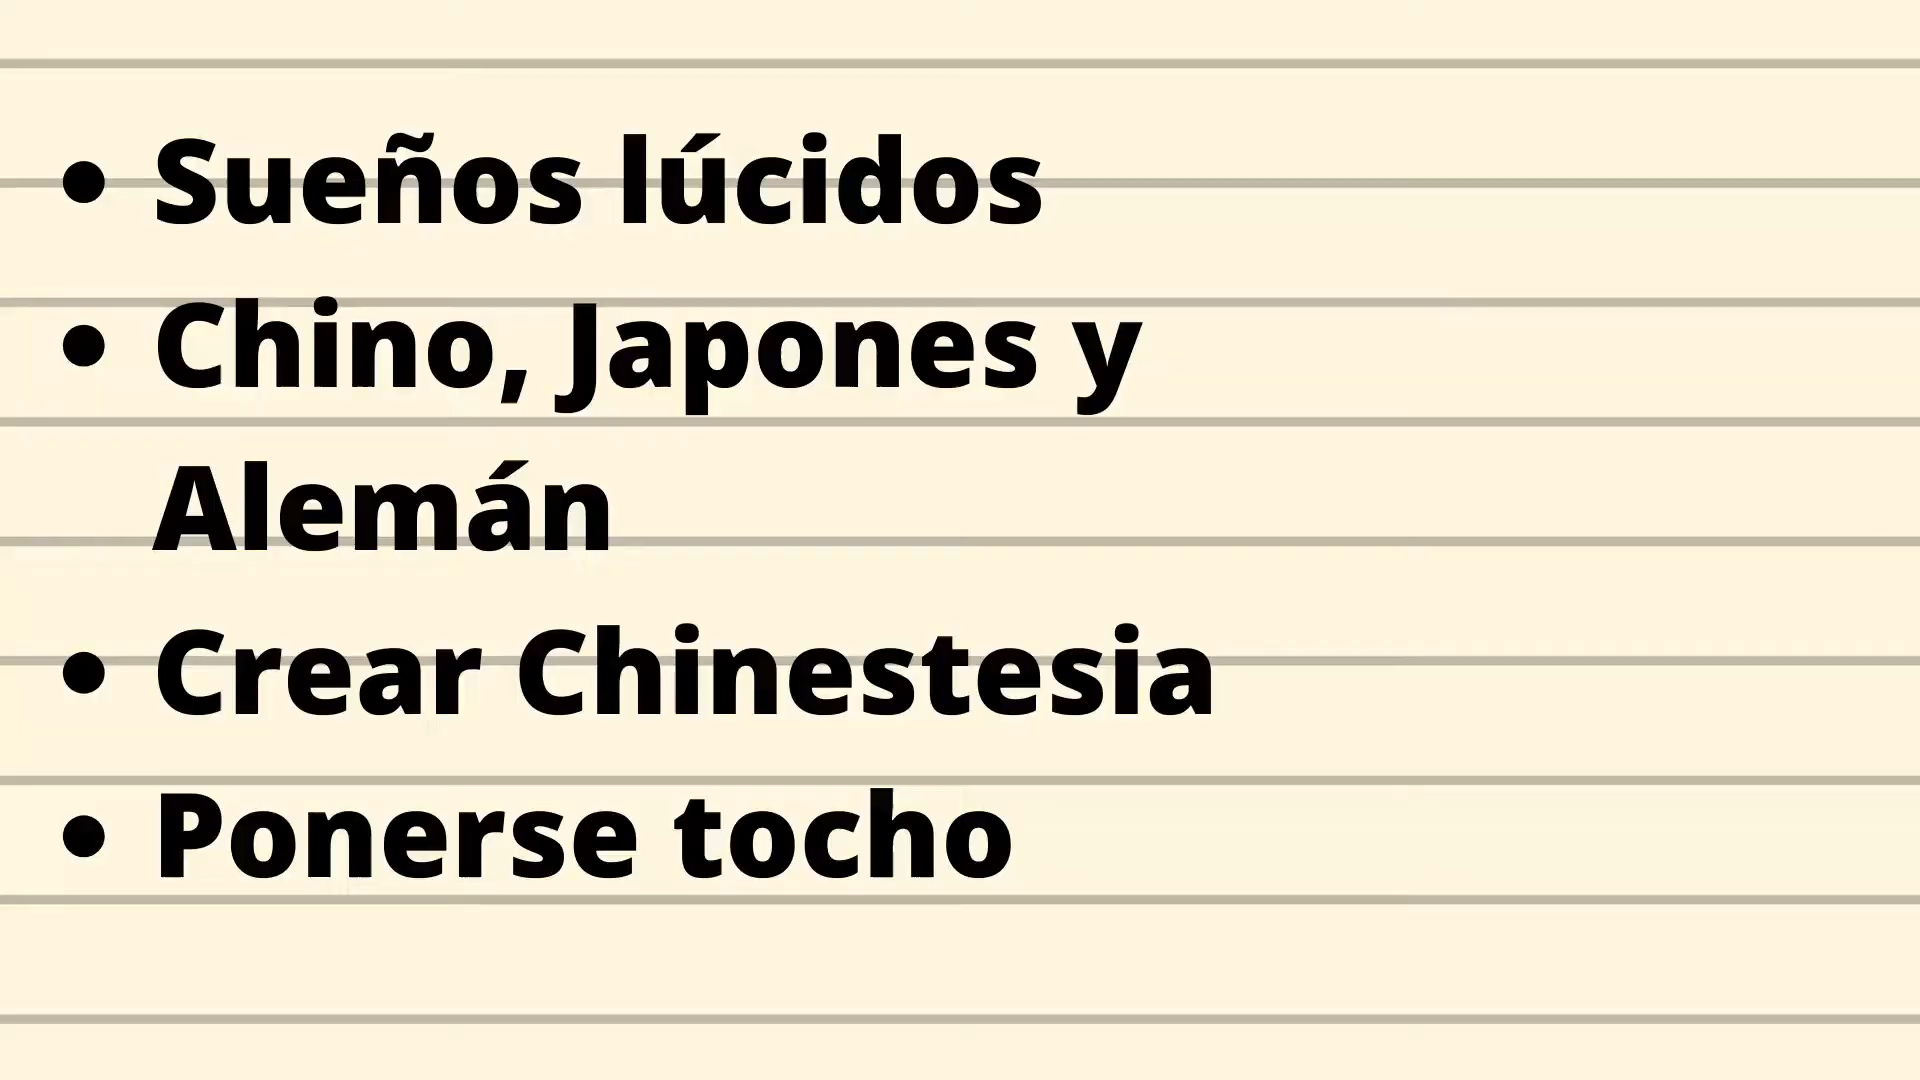 • Sueños lúcidos
• Chino, Japones y
Alemán
• Crear Chinestesia
• Ponerse tocho